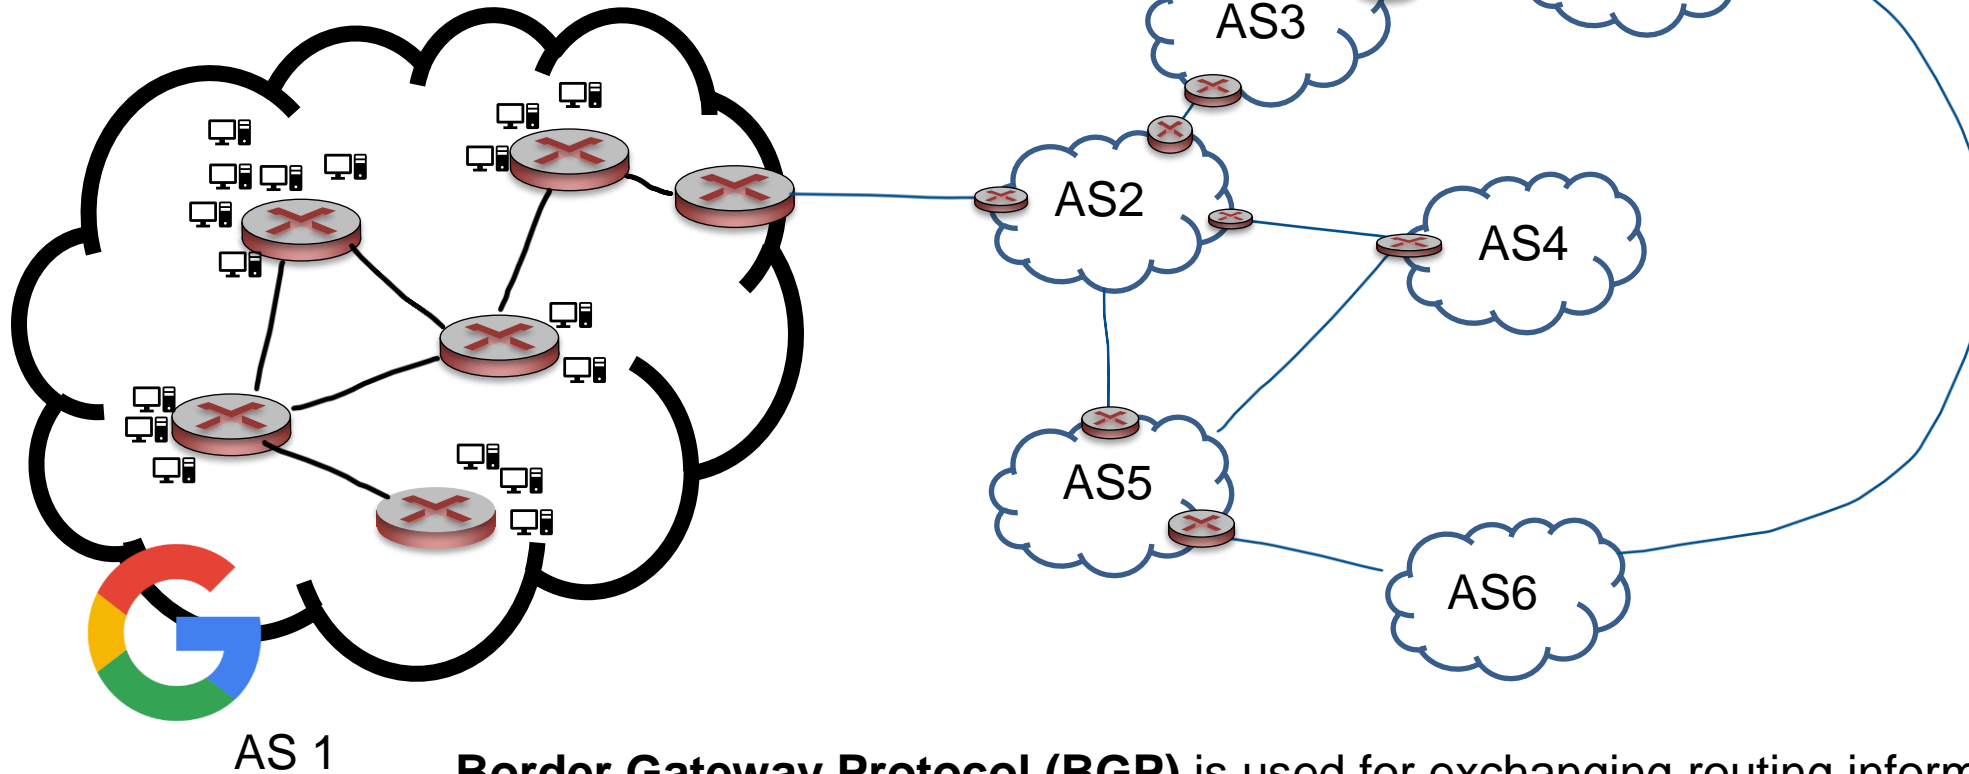 AS3
AS2
AS4
AS5
AS6
AS 1
Border Gateway Protocol (BGP) is used for exchanging routing inform